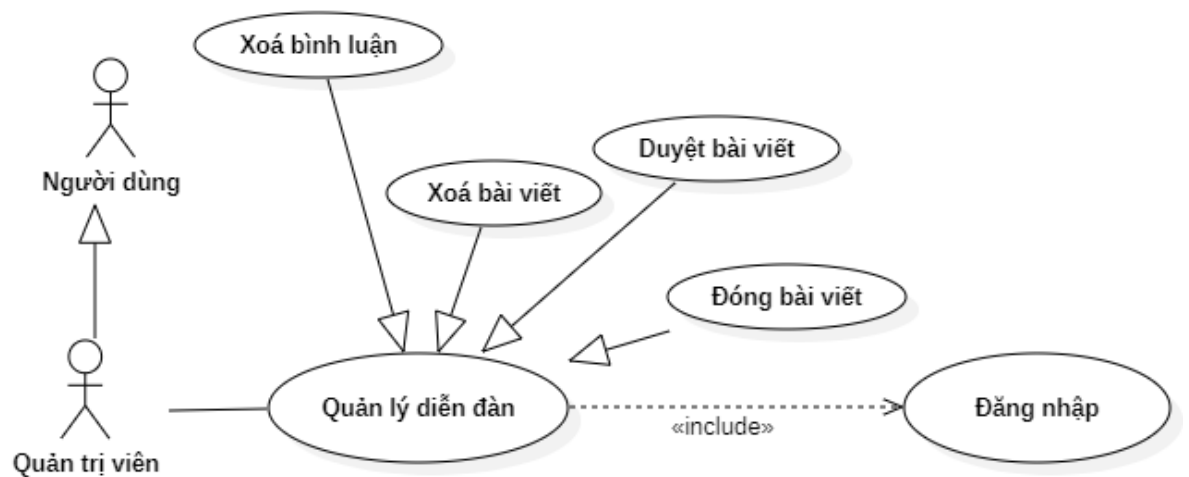 Xoá bình luận
Duyệt bài viết
Người dùng
Xoá bài viết
Đóng bài viết
Quản lý diễn đàn
Đăng nhập
«include»
Quản trị viên